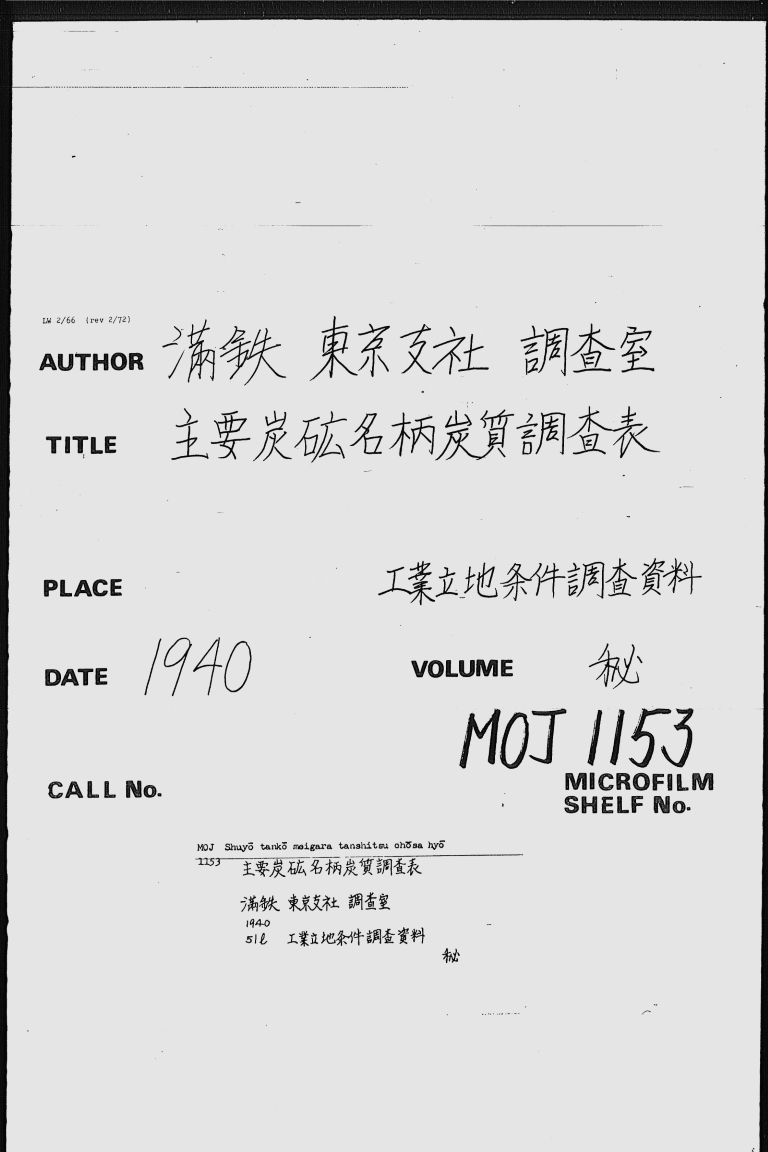 LW 2/66 (rev 2/72)
AUTHOR 満鉄 東京支社 調査室
TITLE 主要炭砿名柄炭質調査表
PLACE 工業立地条件調査資料
DATE 1940 VOLUME 秘
MOJ 1153
CALL No. MICROFILM
SHELF No.
MOJ Shuyō tankō meigara tanshitsu chōsa hyō
1153 主要炭砿名柄炭質調査表
満鉄 東京支社 調査室
1940
51ℓ 工業立地条件調査資料
秘